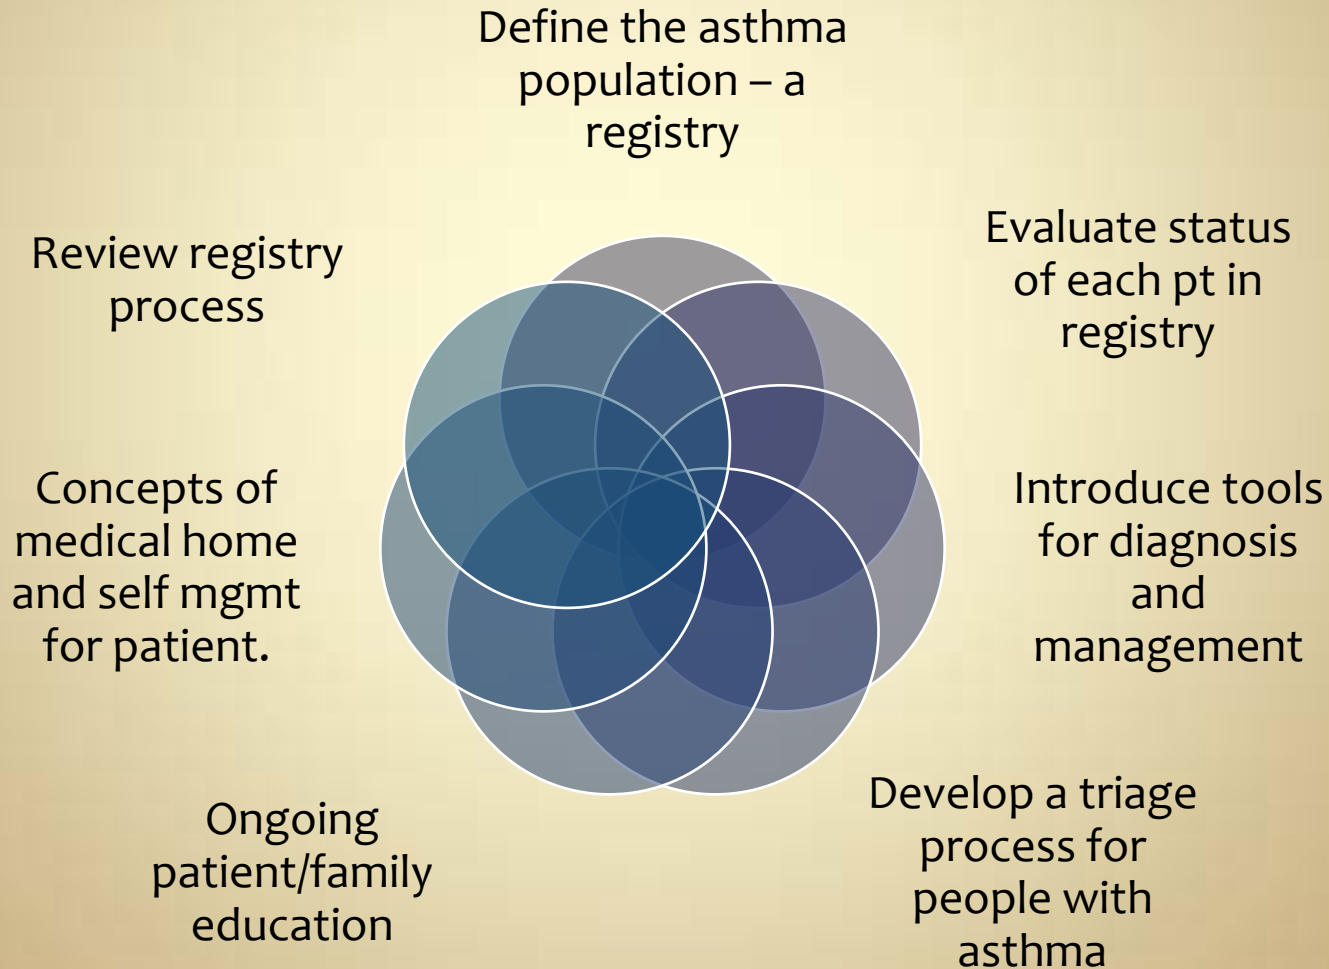 Define the asthma
population – a
registry
Evaluate status
of each pt in
registry
Introduce tools
for diagnosis
and
management
Develop a triage
process for
people with
asthma
Ongoing
patient/family
education
Concepts of
medical home
and self mgmt
for patient.
Review registry
process